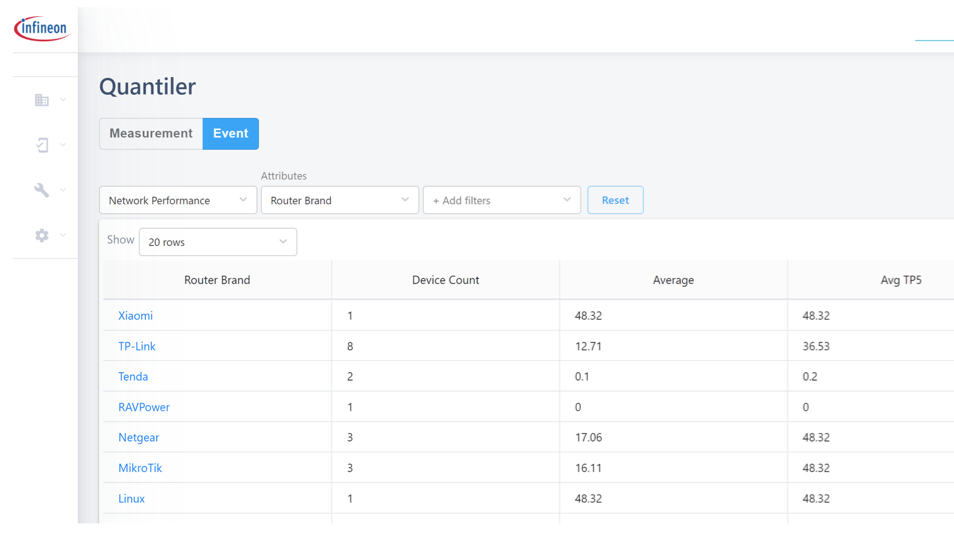 infineon
Quantiler
Measurement Event
Attributes
Network Performance Router Brand + Add filters Reset
Show 20 rows
Router Brand Device Count Average Avg TP5
Xiaomi 1 48.32 48.32
TP-Link 8 12.71 36.53
Tenda 2 0.1 0.2
RAVPower 1 0 0
Netgear 3 17.06 48.32
MikroTik 3 16.11 48.32
Linux 1 48.32 48.32